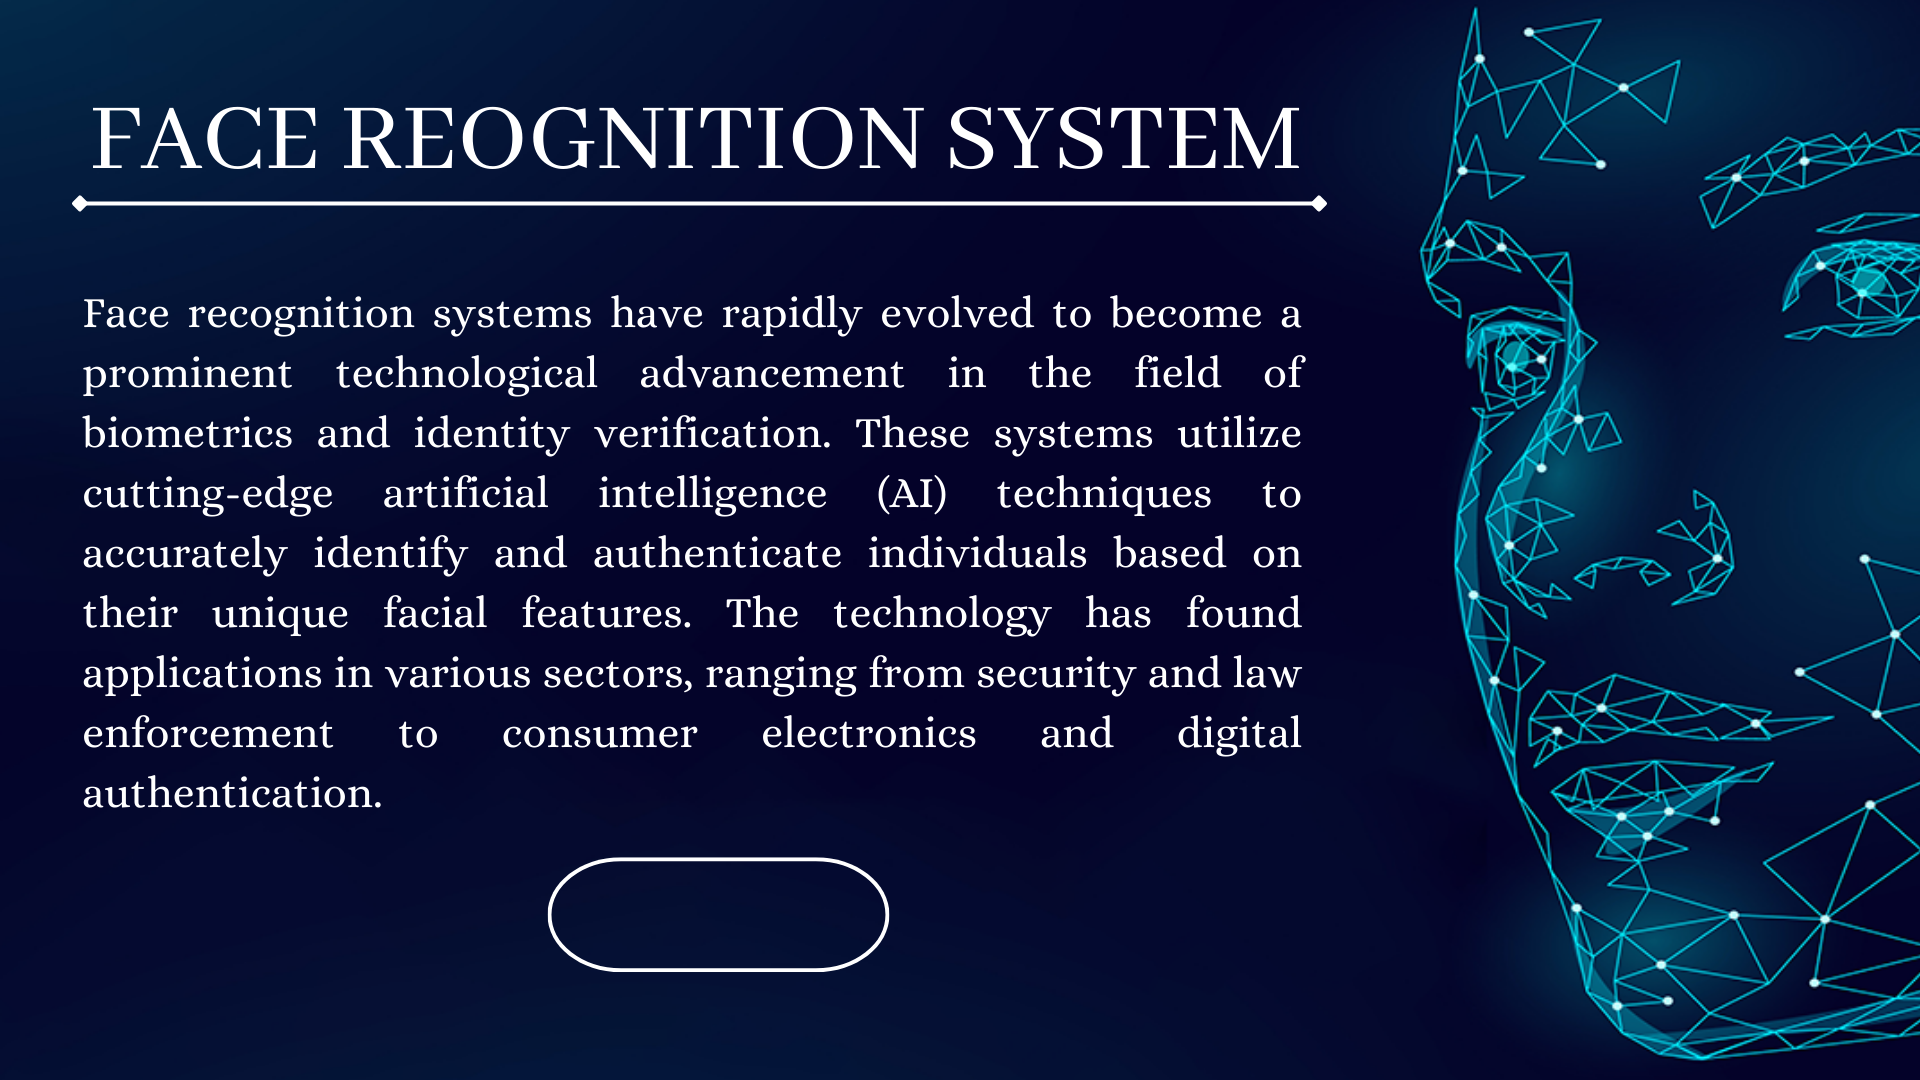 FACE REOGNITION SYSTEM
Face recognition systems have rapidly evolved to become a
prominent technological advancement in the field of
biometrics and identity verification. These systems utilize
cutting-edge artificial intelligence (AI) techniques to
accurately identify and authenticate individuals based on
their unique facial features. The technology has found
applications in various sectors, ranging from security and law
enforcement to consumer electronics and digital
authentication.